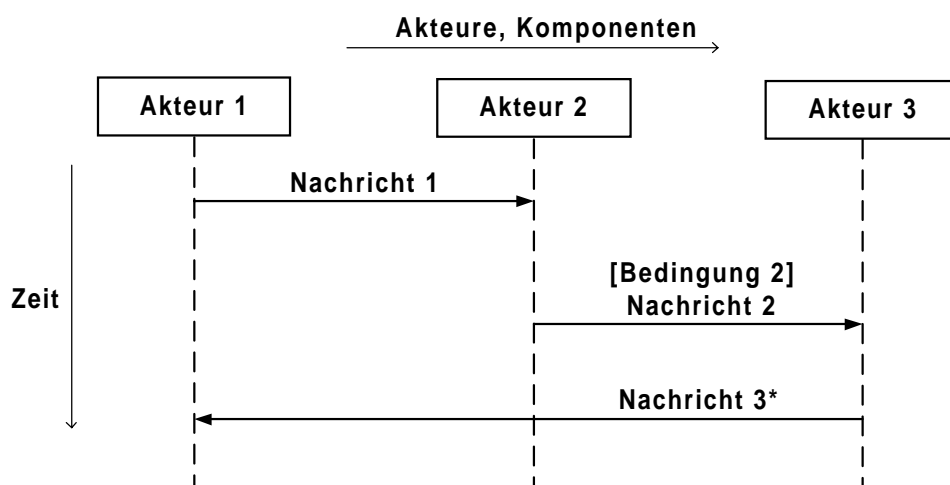 Akteure, Komponenten
Akteur 1
Akteur 2
Akteur 3
Nachricht 1
[Bedingung 2]
Nachricht 2
Zeit
Nachricht 3*